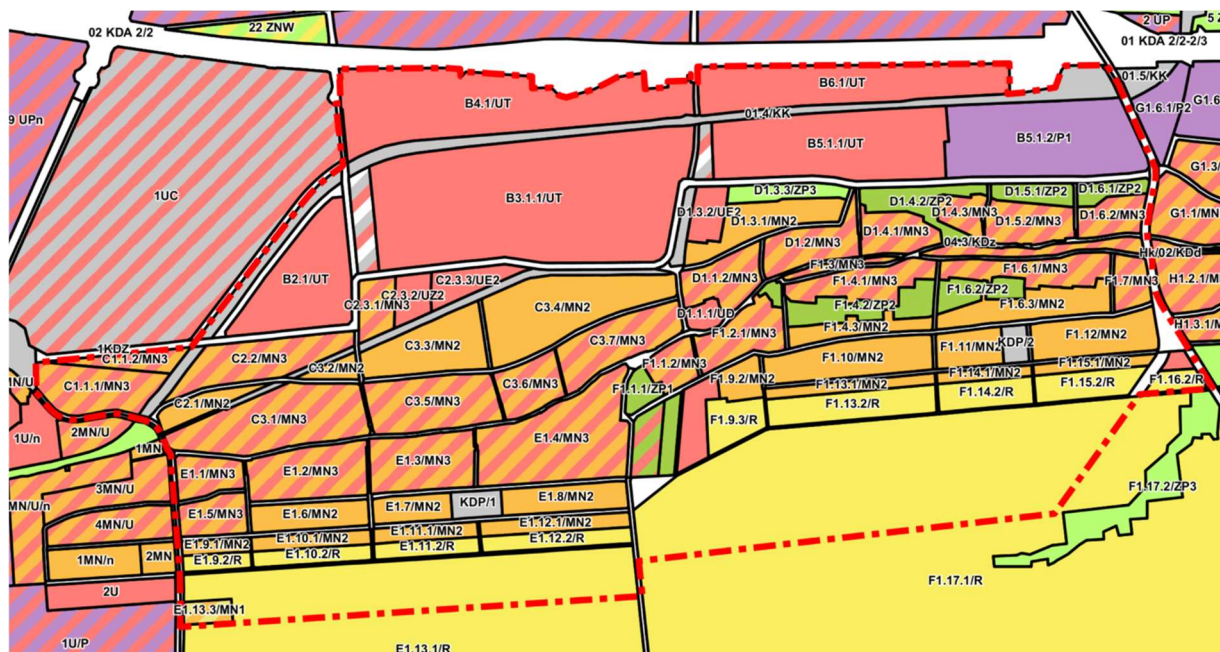 22 ZNW
02 KDA 2/2
2 UP
01 KDA 2/2-2/3
01.5/KK
B4.1/UT
B6.1/UT
G1.6.1/P2
01.4/KK
9 UPn
B5.1.1/UT
B5.1.2/P1
G1.3/
1UC
B3.1.1/UT
D1.3.3/ZP3
D1.4.2/ZP2
D1.5.1/ZP2
D1.6.1/ZP2
D1.3.2/UE2
D1.3.1/MN2
D1.4.3/MN3
D1.5.2/MN3
D1.6.2/MN3
G1.1/MN
D1.4.1/MN3
D1.2/MN3
04.3/KDz
Hk/02/KDd
F1.3/MN3
F1.6.1/MN3
B2.1/UT
C2.3.3/UE2
D1.1.2/MN3
F1.4.1/MN3
F1.7/MN3
H1.2.1/M
C2.3.2/UZ2
C2.3.1/MN3
F1.6.2/ZP2
F1.4.2/ZP2
F1.6.3/MN2
C3.4/MN2
D1.1.1/UD
H1.3.1/M
F1.4.3/MN2
F1.2.1/MN3
F1.12/MN2
C3.3/MN2
C3.7/MN3
KDP/2
F1.11/MN2
1KDZ
C1.1.2/MN3
C2.2/MN3
F1.10/MN2
C3.2/MN2
F1.1.2/MN3
F1.15.1/MN2
F1.14.1/MN2
C1.1.1/MN3
F1.9.2/MN2
F1.16.2/R
C3.6/MN3
F1.1.1/ZP1
F1.13.1/MN2
F1.15.2/R
F1.14.2/R
C2.1/MN2
C3.5/MN3
F1.13.2/R
C3.1/MN3
F1.9.3/R
2MN/U
1U/n
E1.4/MN3
1MN
E1.3/MN3
E1.1/MN3
E1.2/MN3
F1.17.2/ZP3
3MN/U
MN/U/n
E1.8/MN2
KDP/1
E1.7/MN2
E1.5/MN3
E1.6/MN2
4MN/U
E1.12.1/MN2
E1.11.1/MN2
E1.10.1/MN2
E1.9.1/MN2
E1.12.2/R
E1.11.2/R
E1.10.2/R
E1.9.2/R
1MN/n
2MN
F1.17.1/R
2U
E1.13.3/MN1
1U/P
E1.13.1/R